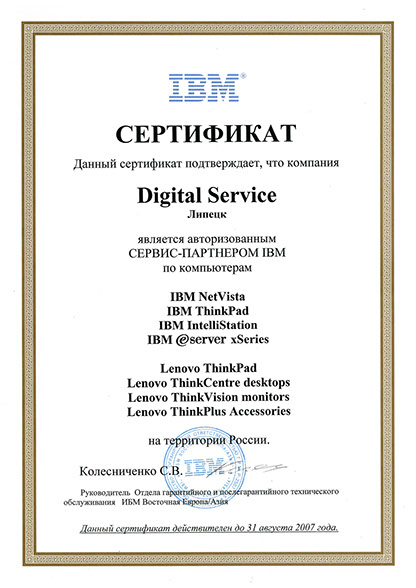 IBM®
СЕРТИФИКАТ
Данный сертификат подтверждает, что компания
Digital Service
Липецк
является авторизованным
СЕРВИС-ПАРТНЕРОМ IBM
по компьютерам
IBM NetVista
IBM ThinkPad
IBM IntelliStation
IBM @server xSeries
Lenovo ThinkPad
Lenovo ThinkCentre desktops
Lenovo ThinkVision monitors
Lenovo ThinkPlus Accessories
на территории России.
Колесниченко С.В.
IBM
Руководитель Отдела гарантийного и послегарантийного технического
обслуживания ИБМ Восточная Европа/Азия
Данный сертификат действителен до 31 августа 2007 года.